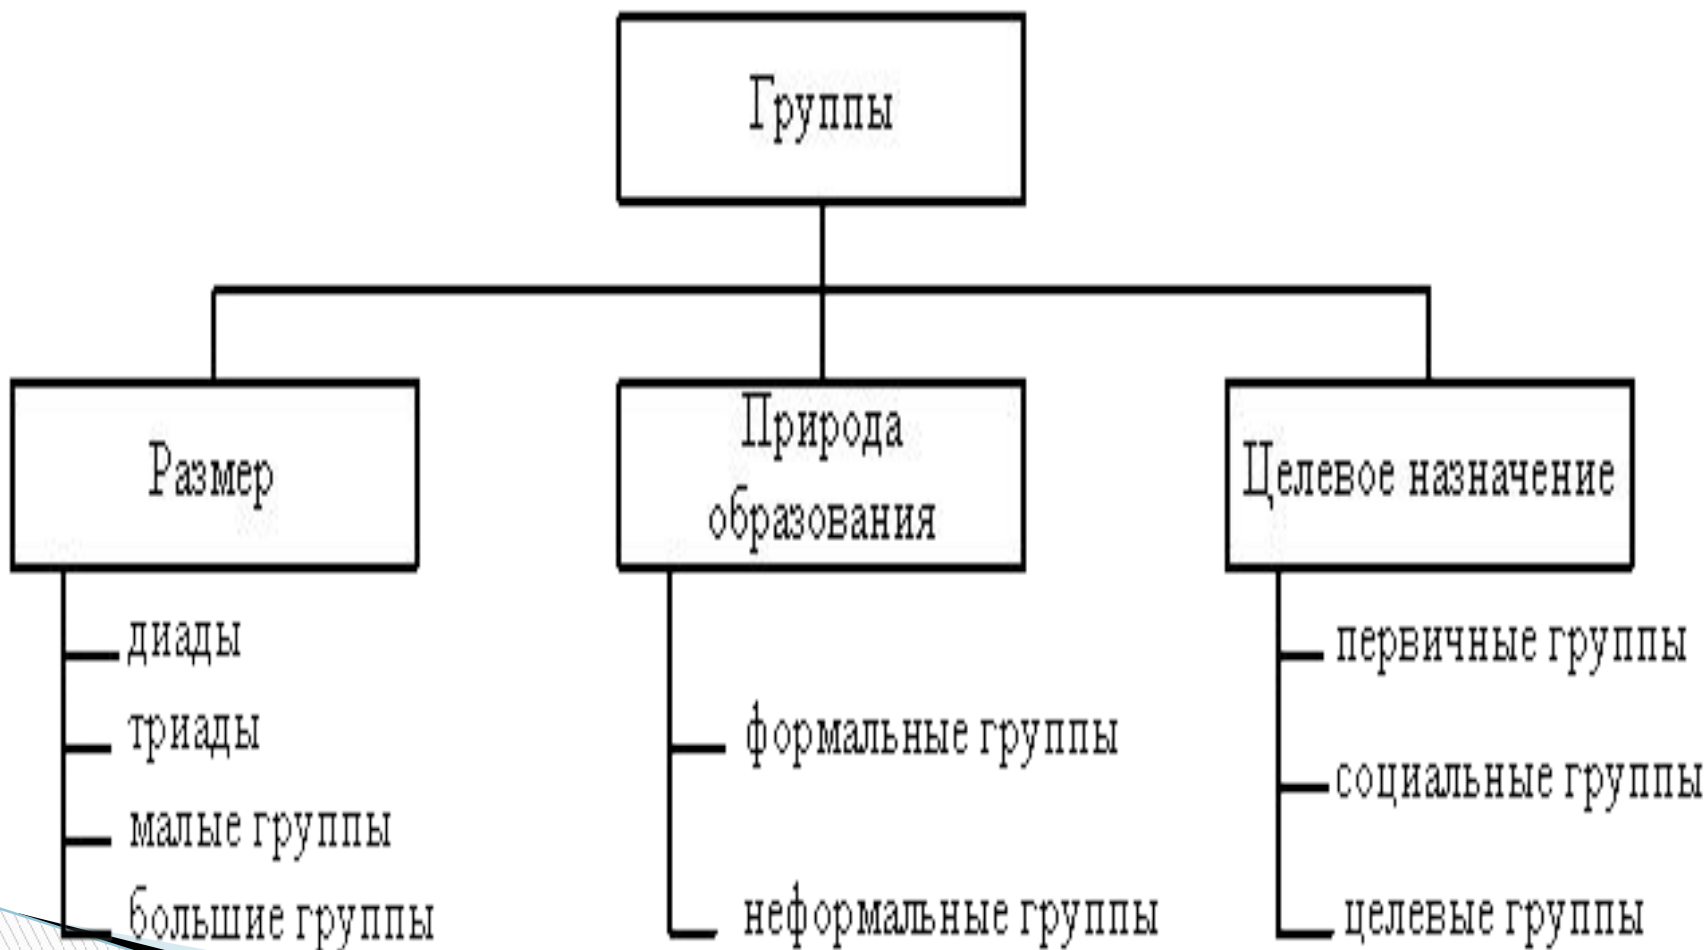 Группы
Размер
диады
триады
малые группы
большие группы
Природа
образования
формальные группы
неформальные группы
Целевое назначение
первичные группы
социальные группы
целевые группы